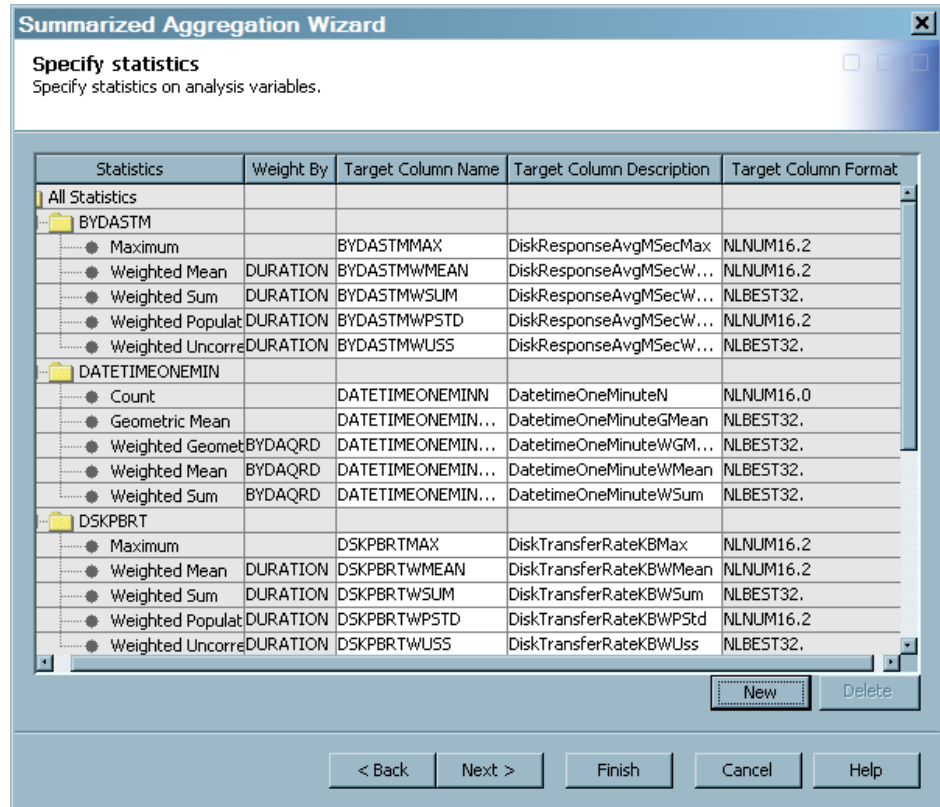 Summarized Aggregation Wizard
Specify statistics
Specify statistics on analysis variables.
Statistics Weight By Target Column Name Target Column Description Target Column Format
All Statistics
BYDASTM
Maximum BYDASTMMAX DiskResponseAvgMSecMax NLNUM16.2
Weighted Mean DURATION BYDASTMWMEAN DiskResponseAvgMSecW... NLNUM16.2
Weighted Sum DURATION BYDASTMWSUM DiskResponseAvgMSecW... NLBEST32.
Weighted Populat DURATION BYDASTMWPSTD DiskResponseAvgMSecW... NLNUM16.2
Weighted Uncorre DURATION BYDASTMWUSS DiskResponseAvgMSecW... NLBEST32.
DATETIMEONEMIN
Count DATETIMEONEMINN DatetimeOneMinuteN NLNUM16.0
Geometric Mean DATETIMEONEMIN... DatetimeOneMinuteGMean NLBEST32.
Weighted Geomet BYDAQRD DATETIMEONEMIN... DatetimeOneMinuteWGM... NLBEST32.
Weighted Mean BYDAQRD DATETIMEONEMIN... DatetimeOneMinuteWMean NLBEST32.
Weighted Sum BYDAQRD DATETIMEONEMIN... DatetimeOneMinuteWSum NLBEST32.
DSKPBRT
Maximum DSKPBRTMAX DiskTransferRateKBMax NLNUM16.2
Weighted Mean DURATION DSKPBRTWMEAN DiskTransferRateKBWMean NLNUM16.2
Weighted Sum DURATION DSKPBRTWSUM DiskTransferRateKBWSum NLBEST32.
Weighted Populat DURATION DSKPBRTWPSTD DiskTransferRateKBWPStd NLNUM16.2
Weighted Uncorre DURATION DSKPBRTWUSS DiskTransferRateKBWUss NLBEST32.
New Delete
< Back Next > Finish Cancel Help